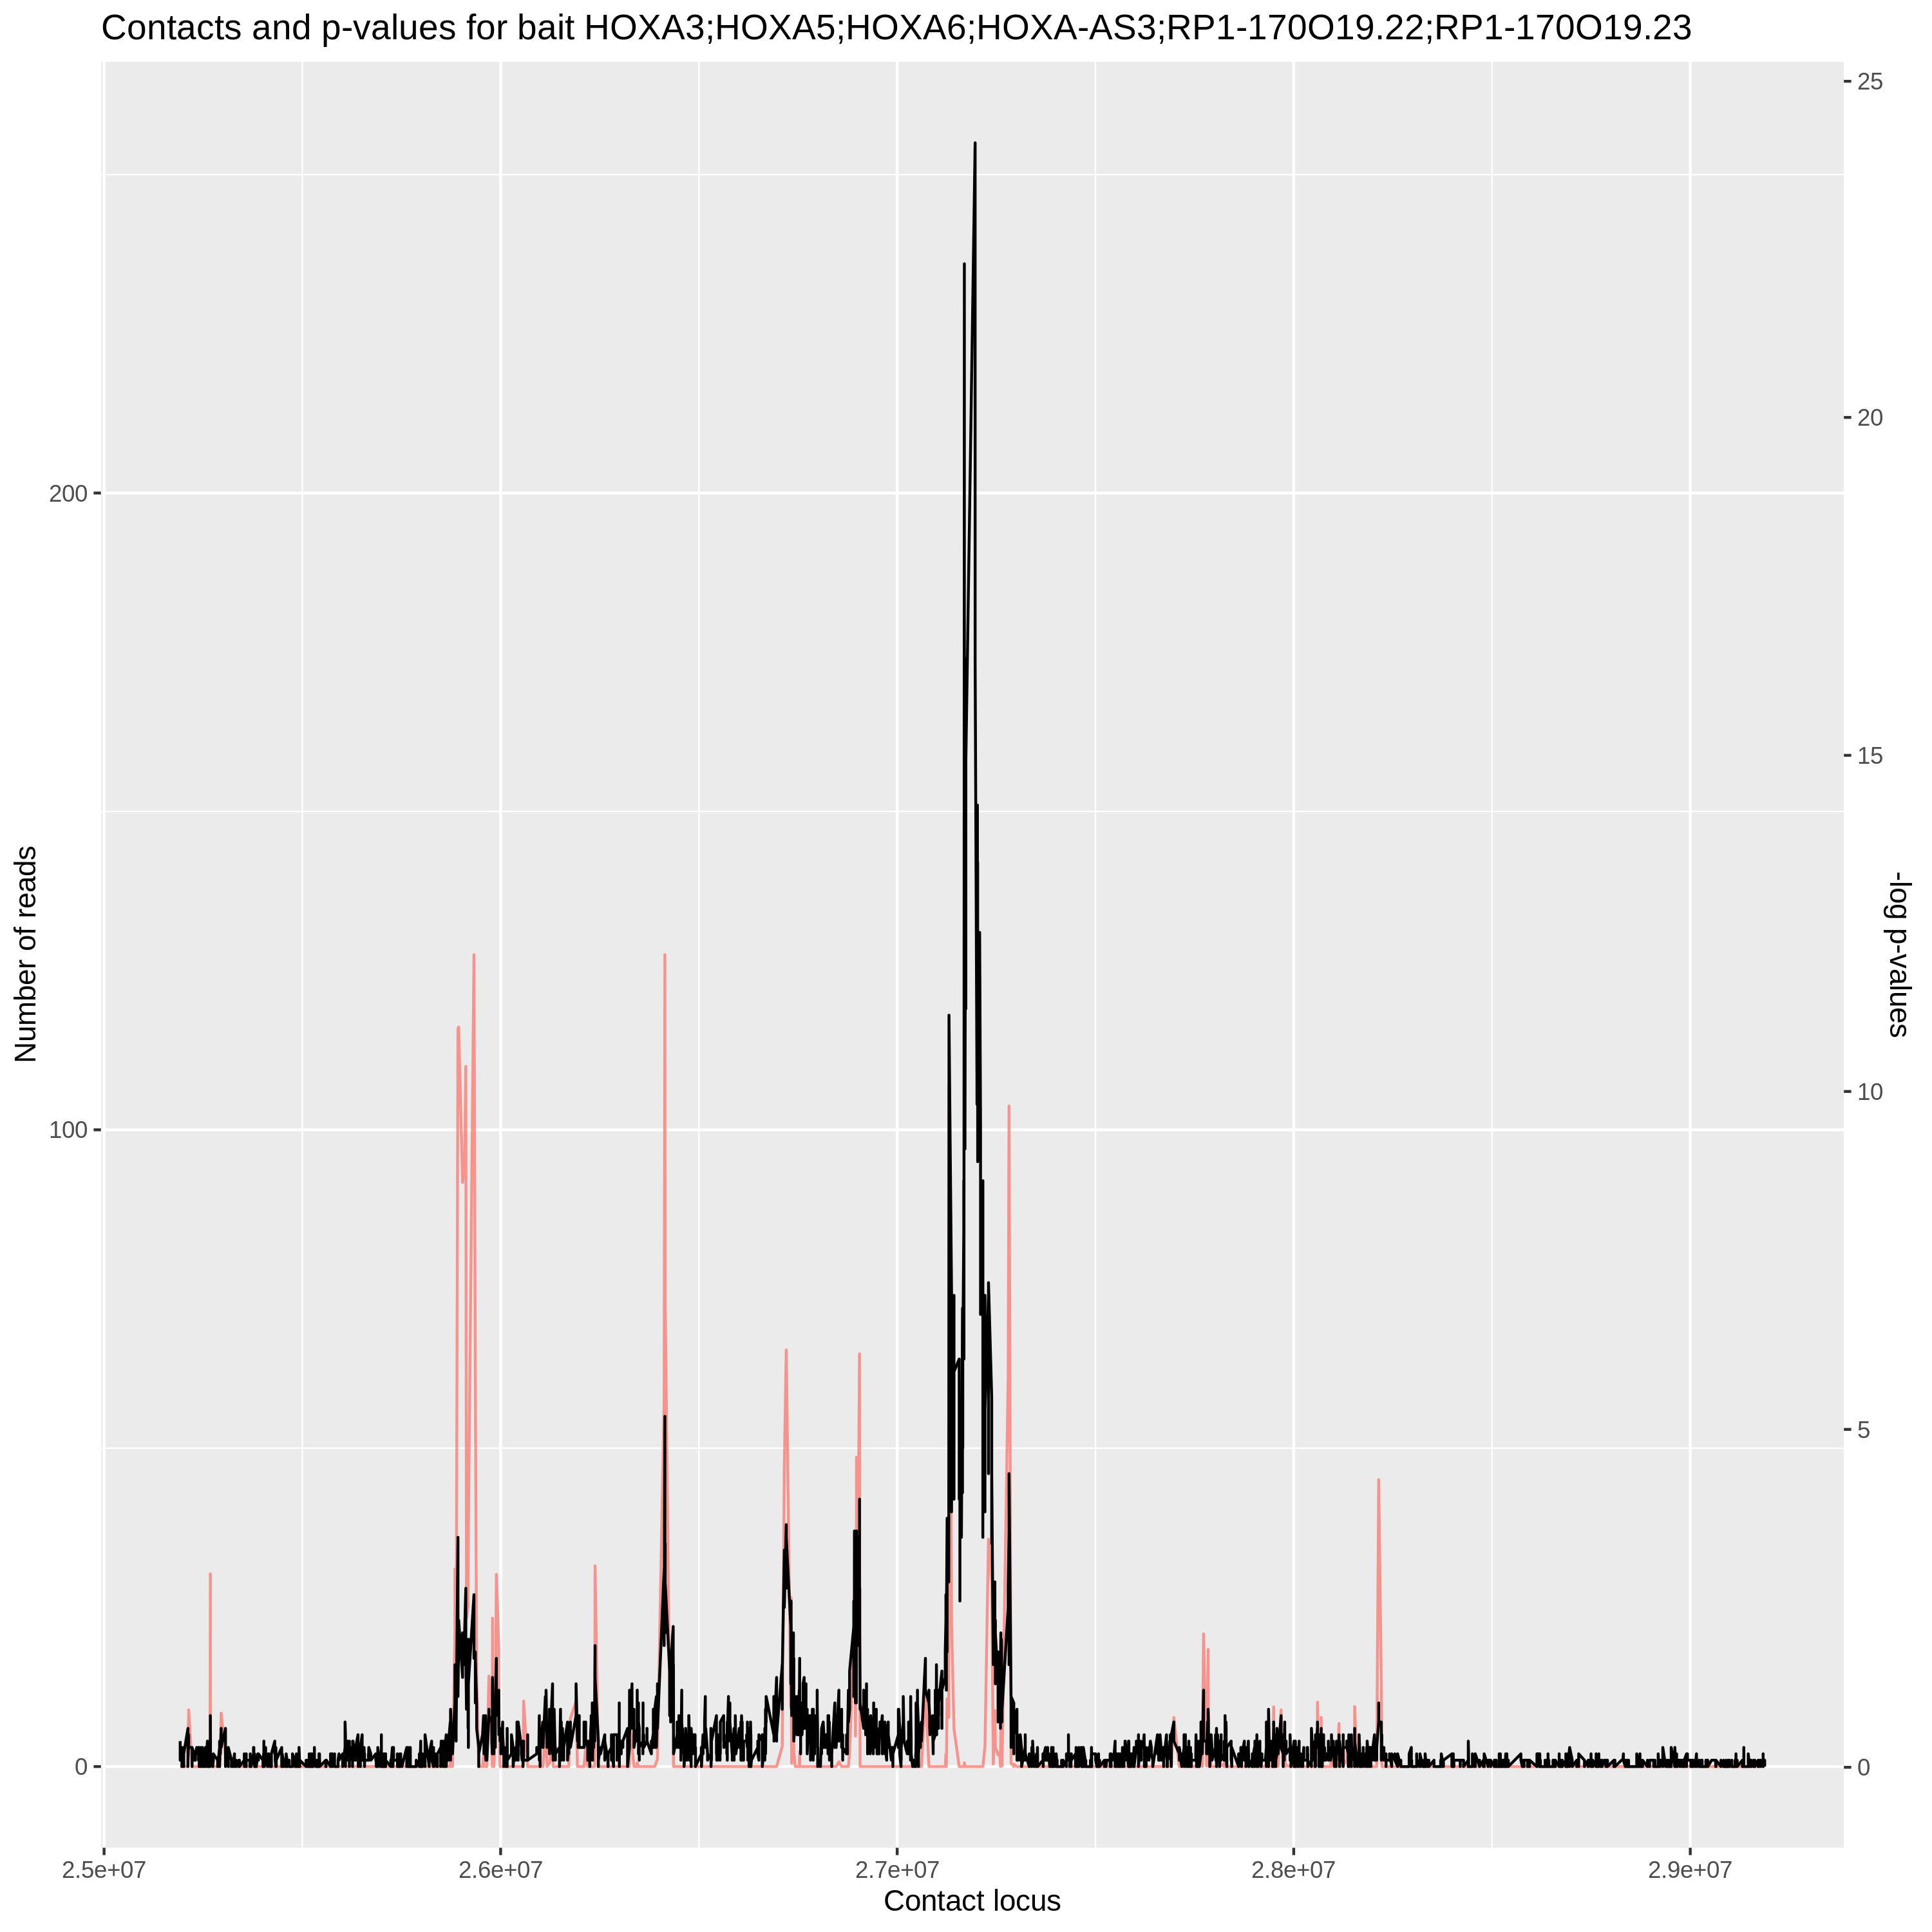 Contacts and p-values for bait HOXA3;HOXA5;HOXA6;HOXA-AS3;RP1-170O19.22;RP1-170O19.23
25
20
200
15
Number of reads
-log p-values
10
100
5
0
0
2.5e+07
2.6e+07
2.7e+07
2.8e+07
2.9e+07
Contact locus